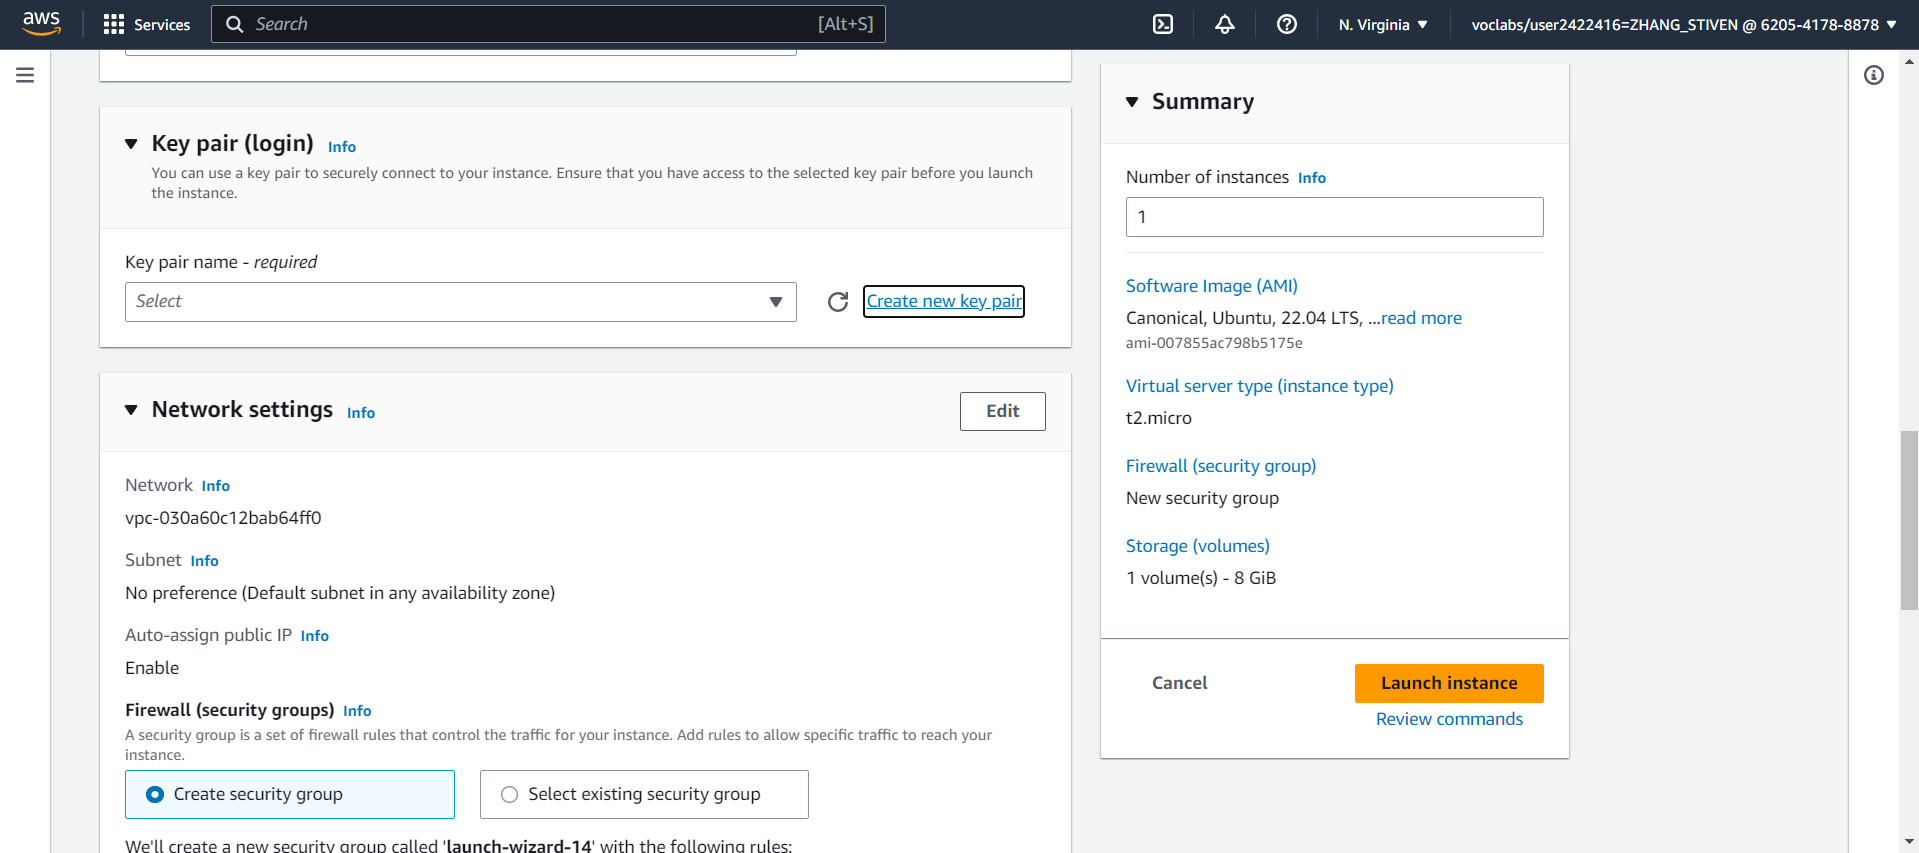 aws
Services
Search
[Alt+S]
N. Virginia
voclabs/user2422416=ZHANG_STIVEN @ 6205-4178-8878
Key pair (login) Info
You can use a key pair to securely connect to your instance. Ensure that you have access to the selected key pair before you launch
the instance.
Key pair name - required
Select
Create new key pair
Network settings Info
Edit
Network Info
vpc-030a60c12bab64ff0
Subnet Info
No preference (Default subnet in any availability zone)
Auto-assign public IP Info
Enable
Firewall (security groups) Info
A security group is a set of firewall rules that control the traffic for your instance. Add rules to allow specific traffic to reach your
instance.
Create security group
Select existing security group
We'll create a new security group called 'launch-wizard-14' with the following rules:
Summary
Number of instances Info
1
Software Image (AMI)
Canonical, Ubuntu, 22.04 LTS, ...read more
ami-007855ac798b5175e
Virtual server type (instance type)
t2.micro
Firewall (security group)
New security group
Storage (volumes)
1 volume(s) - 8 GiB
Cancel
Launch instance
Review commands